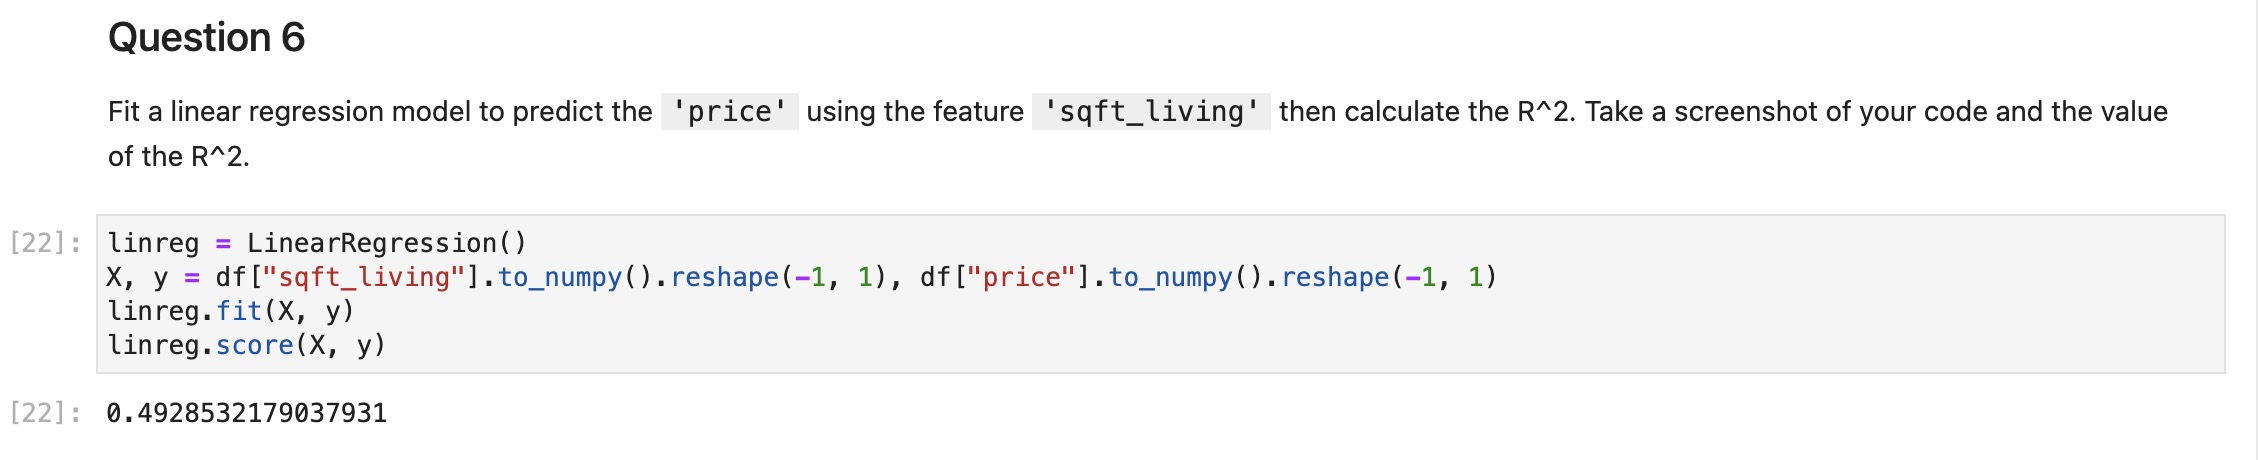 Question 6
Fit a linear regression model to predict the 'price' using the feature 'sqft_living' then calculate the R^2. Take a screenshot of your code and the value
of the R^2.
[22]: linreg = LinearRegression()
X, y = df["sqft_living"].to_numpy().reshape(-1, 1), df["price"].to_numpy().reshape(-1, 1)
linreg.fit(X, y)
linreg.score(X, y)
[22]: 0.4928532179037931